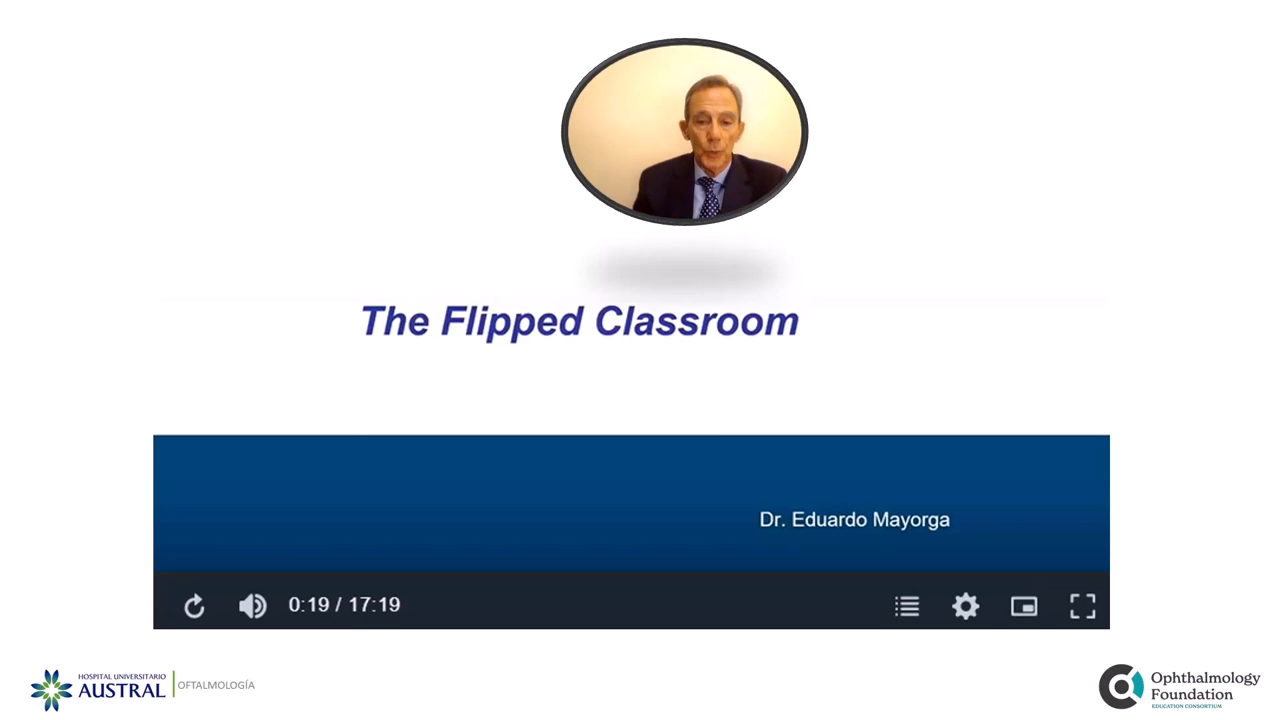 The Flipped Classroom
Dr. Eduardo Mayorga
0:19 / 17:19
HOSPITAL UNIVERSITARIO
AUSTRAL
OFTALMOLOGÍA
Ophthalmology
Foundation
EDUCATION CONSORTIUM